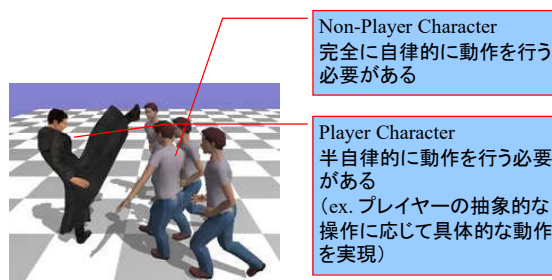 Non-Player Character
完全に自律的に動作を行う
必要がある
Player Character
半自律的に動作を行う必要
がある
（ex. プレイヤーの抽象的な
操作に応じて具体的な動作
を実現）